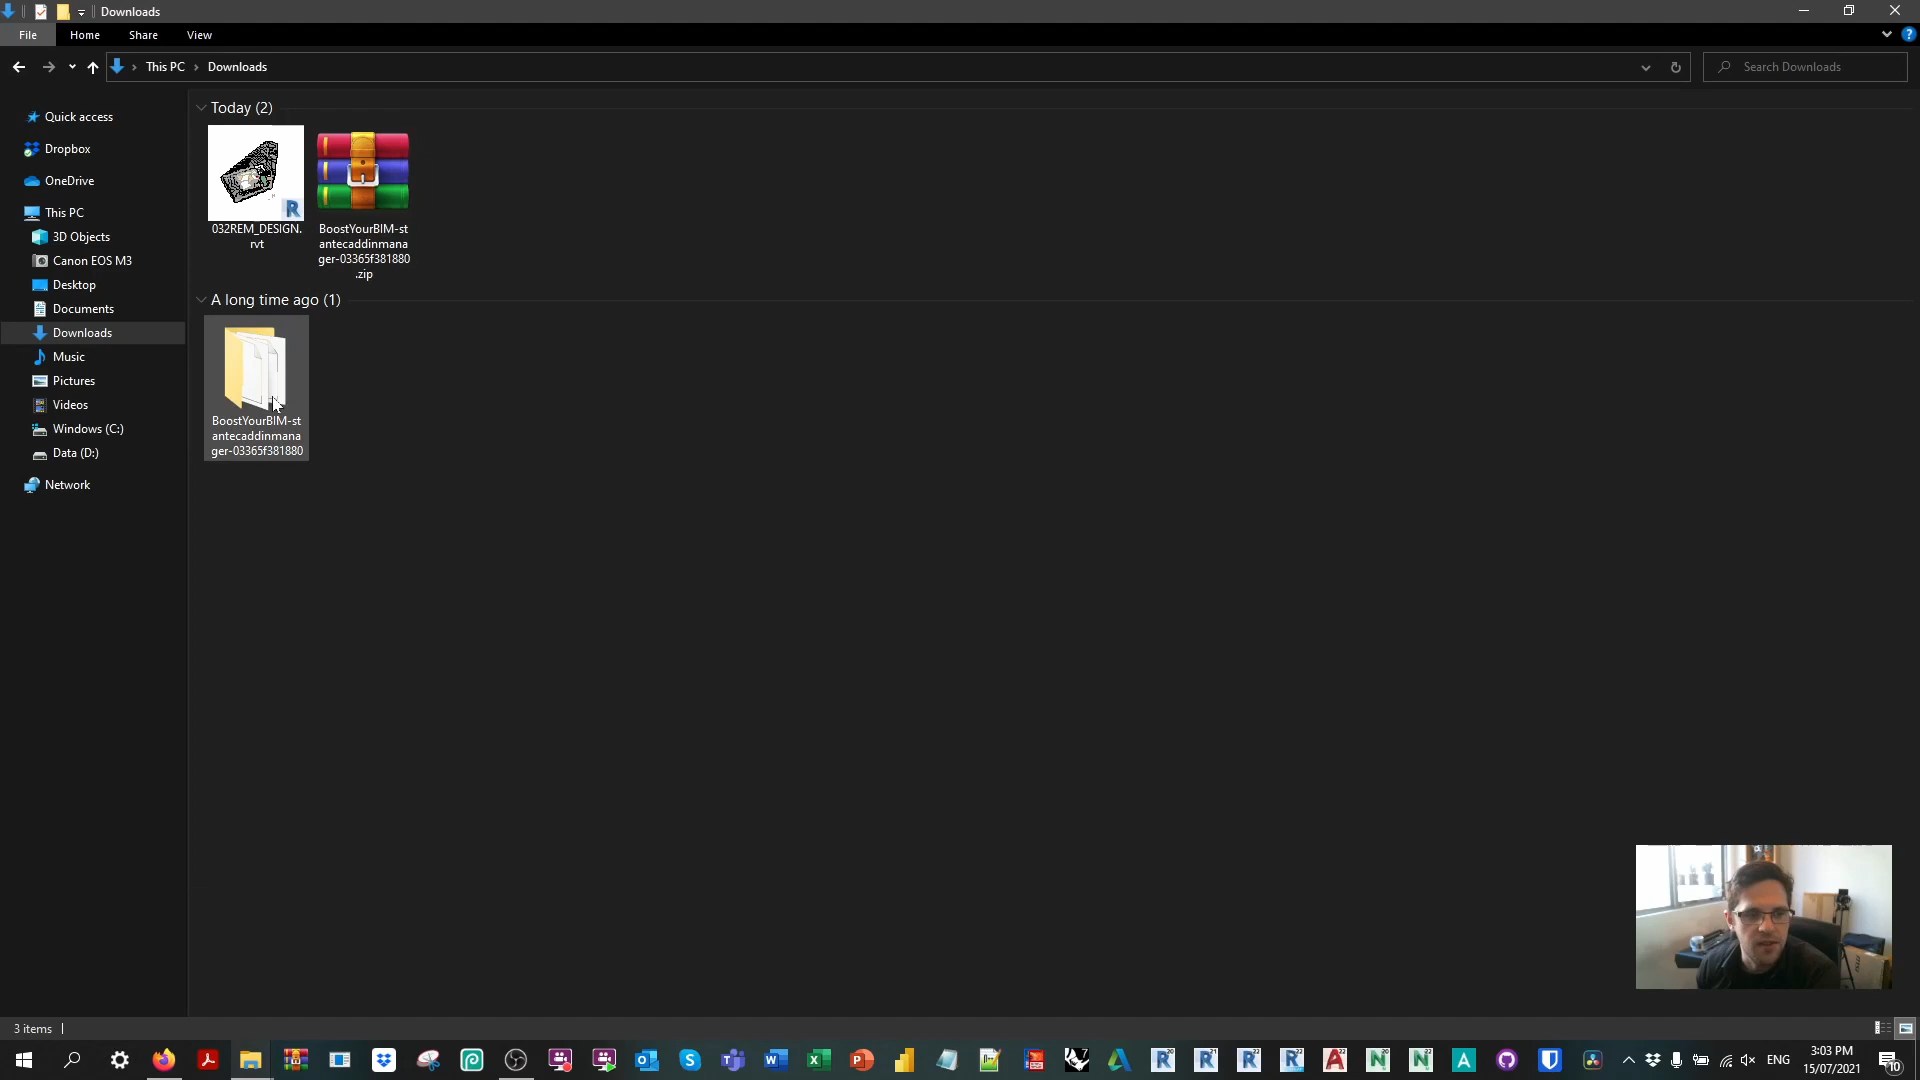 Downloads
File
Home
Share
View
This PC
Downloads
Search Downloads
Quick access
Dropbox
OneDrive
This PC
3D Objects
Canon EOS M3
Desktop
Documents
Downloads
Music
Pictures
Videos
Windows (C:)
Data (D:)
Network
Today (2)
032REM_DESIGN.
rvt
BoostYourBIM-st
antecaddinmana
ger-03365f381880
.zip
A long time ago (1)
BoostYourBIM-st
antecaddinmana
ger-03365f381880
3 items
ENG
3:03 PM
15/07/2021
10